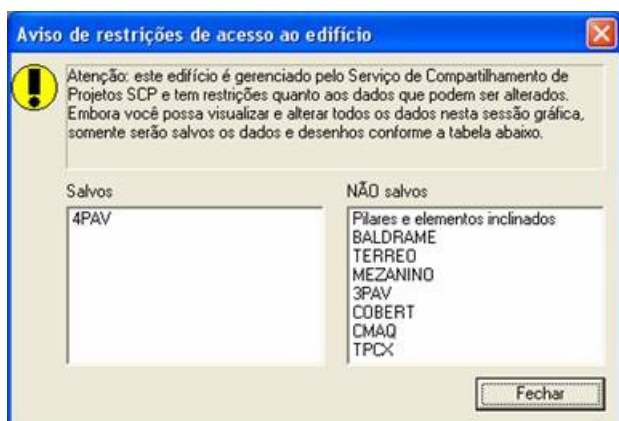 Aviso de restrições de acesso ao edifício
Atenção: este edifício é gerenciado pelo Serviço de Compartilhamento de
Projetos SCP e tem restrições quanto aos dados que podem ser alterados.
Embora você possa visualizar e alterar todos os dados nesta sessão gráfica,
somente serão salvos os dados e desenhos conforme a tabela abaixo.
Salvos
4PAV
NÃO salvos
Pilares e elementos inclinados
BALDRAME
TERREO
MEZANINO
3PAV
COBERT
CMAQ
TPCX
Fechar